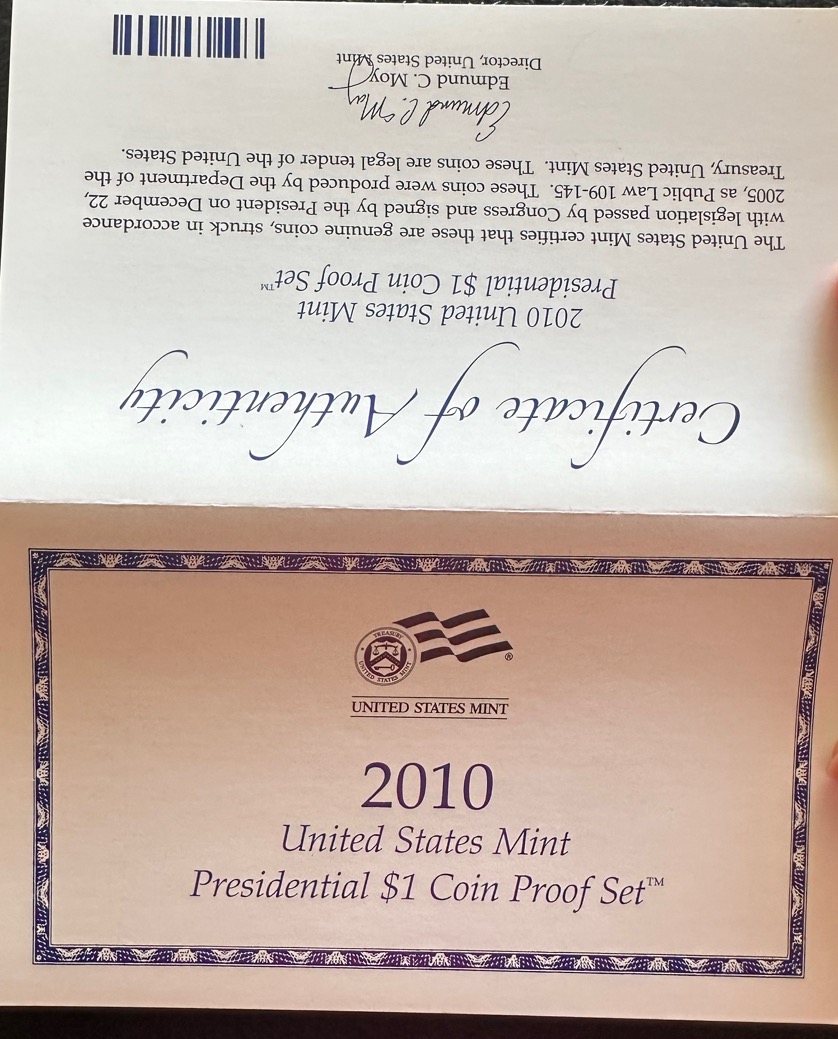 Certificate of Authenticity
2010 United States Mint
Presidential $1 Coin Proof Set™
The United States Mint certifies that these are genuine coins, struck in accordance
with legislation passed by Congress and signed by the President on December 22,
2005, as Public Law 109-145. These coins were produced by the Department of the
Treasury, United States Mint. These coins are legal tender of the United States.
Edmund C. Moy
Edmund C. Moy
Director, United States Mint
TREASURY
UNITED STATES MINT
®
UNITED STATES MINT
2010
United States Mint
Presidential $1 Coin Proof Set™